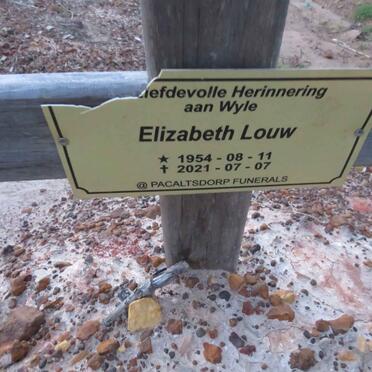 iefdevolle Herinnering
aan Wyle
Elizabeth Louw
★ 1954 - 08 - 11
✝ 2021 - 07 - 07
@ PACALTSDORP FUNERALS